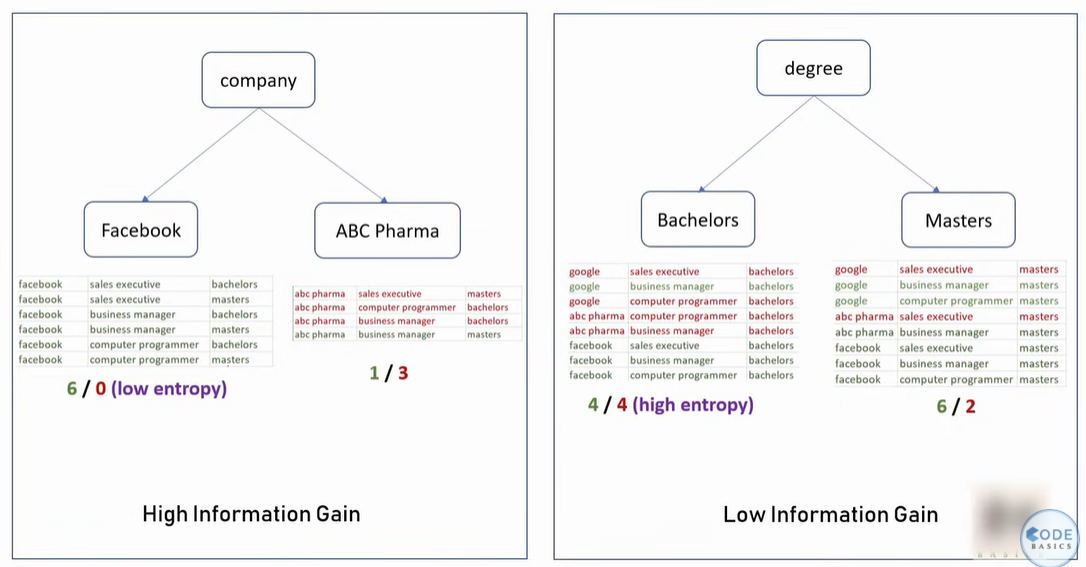 company
Facebook
ABC Pharma
facebook sales executive bachelors
facebook sales executive masters
facebook business manager bachelors
facebook business manager masters
facebook computer programmer bachelors
facebook computer programmer masters
6 / 0 (low entropy)
abc pharma sales executive masters
abc pharma computer programmer bachelors
abc pharma business manager bachelors
abc pharma business manager masters
1 / 3
High Information Gain
degree
Bachelors
Masters
google sales executive bachelors
google business manager bachelors
google computer programmer bachelors
abc pharma computer programmer bachelors
abc pharma business manager bachelors
facebook sales executive bachelors
facebook business manager bachelors
facebook computer programmer bachelors
4 / 4 (high entropy)
google sales executive masters
google business manager masters
google computer programmer masters
abc pharma sales executive masters
abc pharma business manager masters
facebook sales executive masters
facebook business manager masters
facebook computer programmer masters
6 / 2
Low Information Gain
CODE
BASICS